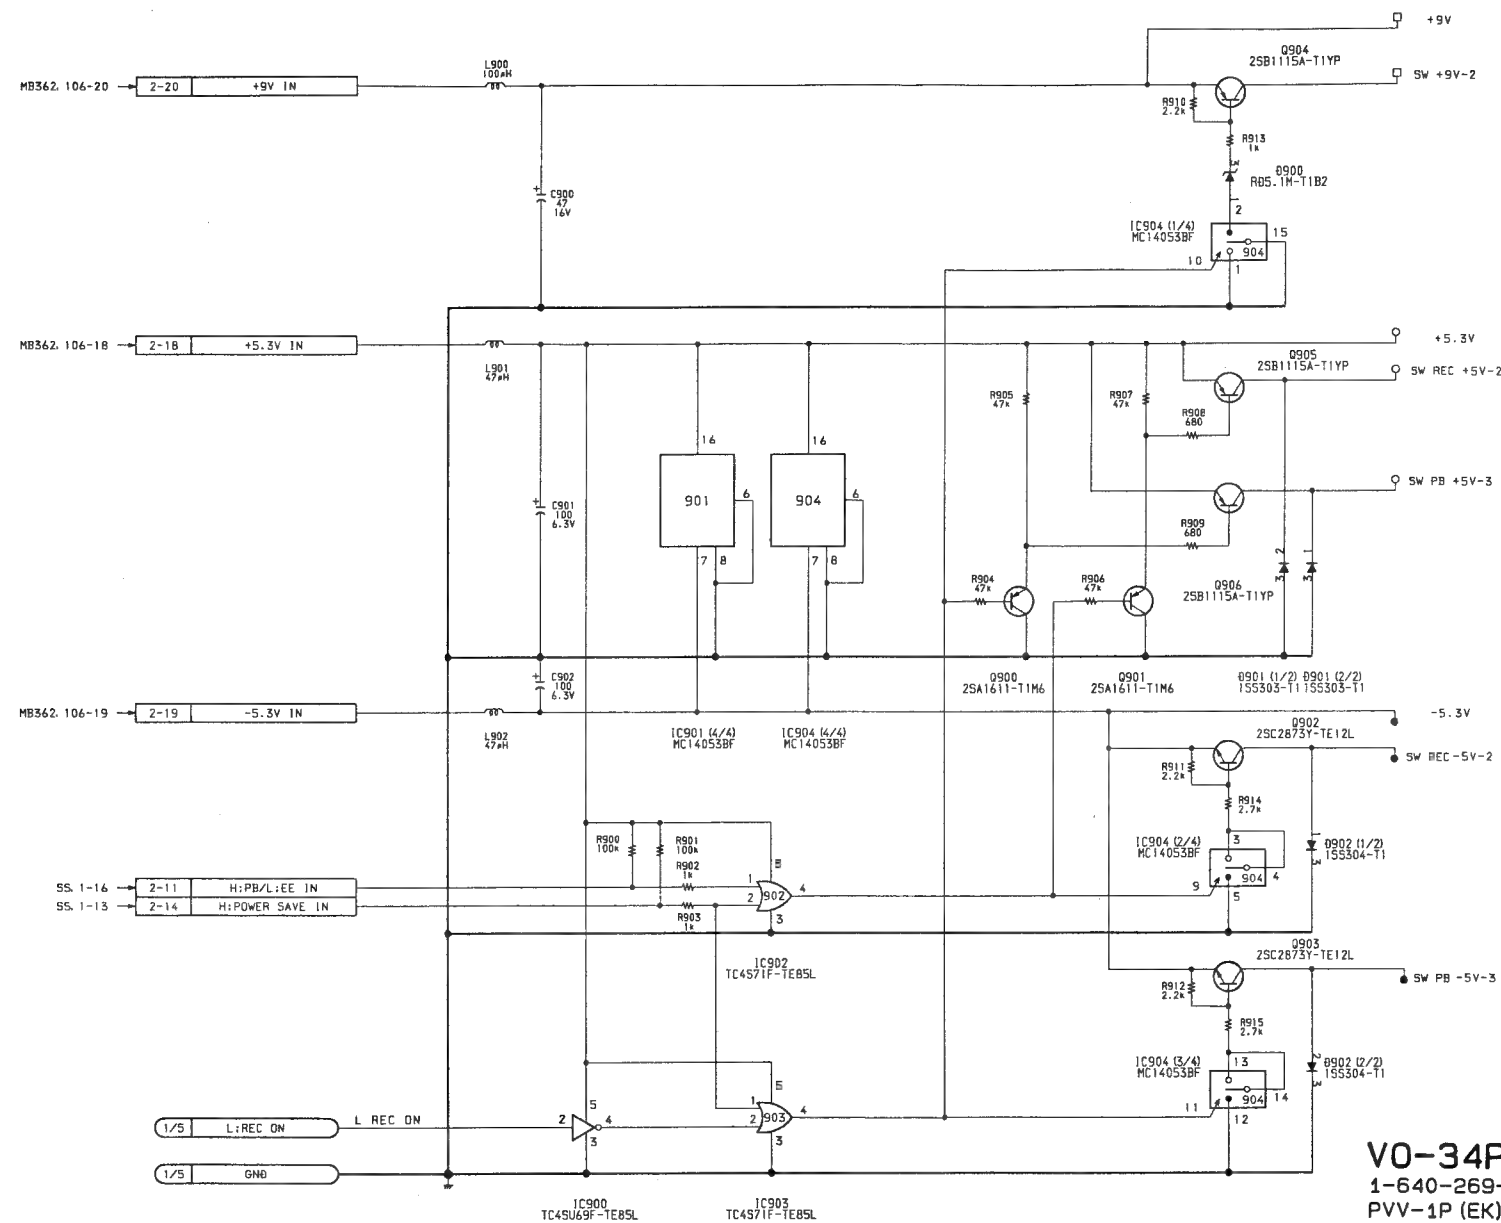 +9V
Q904
2SB1115A-T1YP
L900
100μH
MB362. 106-20
2-20
+9V IN
SW +9V-2
R910
2.2k
R913
1k
3
D900
RD5.1M-T1B2
1
2
C900
47
16V
IC904 (1/4)
MC14053BF
15
904
10
1
MB362. 106-18
2-18
+5.3V IN
+5.3V
L901
47μH
Q905
2SB1115A-T1YP
SW REC +5V-2
R905
47k
R907
47k
R908
680
16
16
901
6
904
6
SW PB +5V-3
C901
100
6.3V
R909
680
7
8
7
8
2
3
1
3
R904
47k
R906
47k
Q906
2SB1115A-T1YP
C902
100
6.3V
Q900
2SA1611-T1M6
Q901
2SA1611-T1M6
D901 (1/2)
1SS303-T1
D901 (2/2)
1SS303-T1
MB362. 106-19
2-19
-5.3V IN
-5.3V
L902
47μH
IC901 (4/4)
MC14053BF
IC904 (4/4)
MC14053BF
Q902
2SC2873Y-TE12L
SW REC-5V-2
R911
2.2k
R914
2.7k
R900
100k
R901
100k
R902
1k
5
IC904 (2/4)
MC14053BF
3
904
4
9
5
1
3
D902 (1/2)
1SS304-T1
SS. 1-16
2-11
H:PB/L:EE IN
1
902
4
SS. 1-13
2-14
H:POWER SAVE IN
2
3
R903
1k
IC902
TC4S71F-TE85L
Q903
2SC2873Y-TE12L
SW PB -5V-3
R912
2.2k
R915
2.7k
IC904 (3/4)
MC14053BF
13
904
14
11
12
2
3
D902 (2/2)
1SS304-T1
5
1
903
4
2
3
1/5
L:REC ON
L REC ON
2
5
4
3
1/5
GND
IC900
TC4SU69F-TE85L
IC903
TC4S71F-TE85L
VO-34P
1-640-269-
PVV-1P (EK)